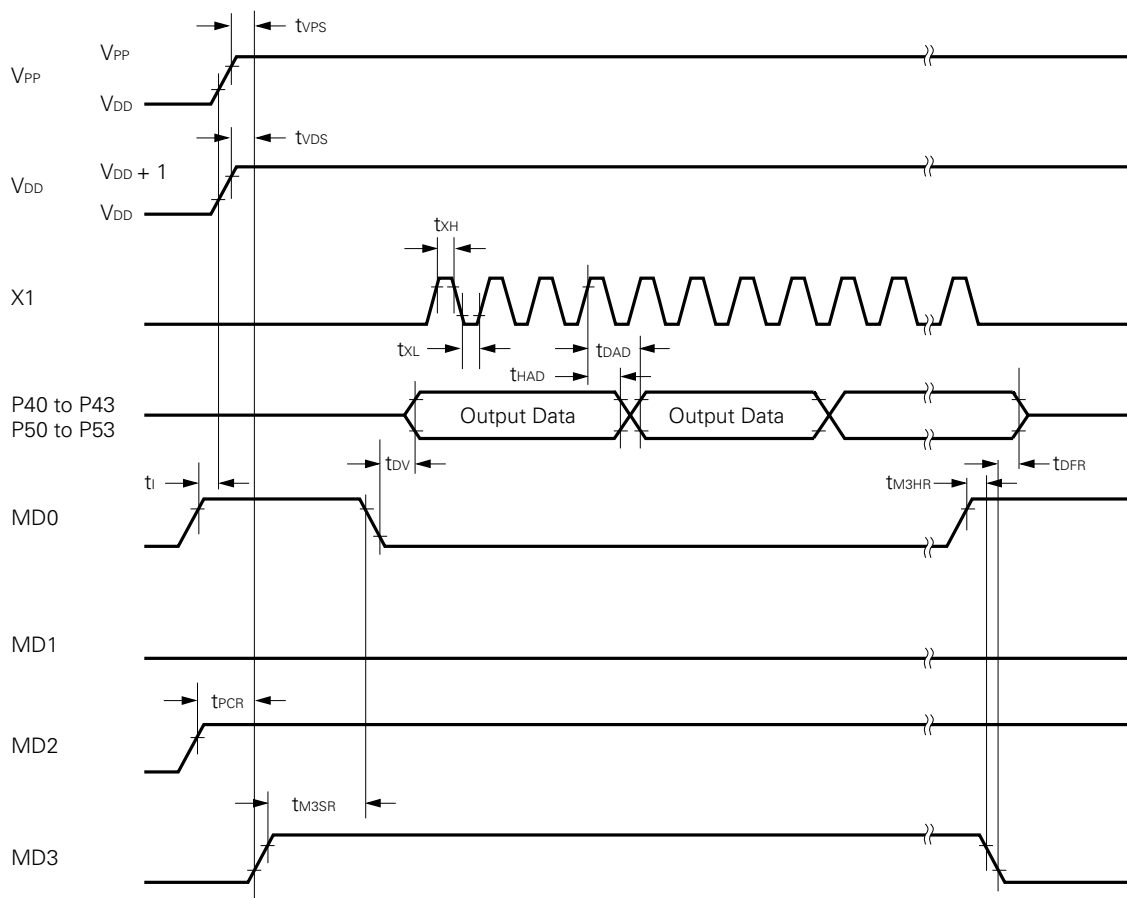 tVPS
VPP
VPP
VDD
tVDS
VDD + 1
VDD
VDD
tXH
X1
tXL
tDAD
tHAD
P40 to P43
P50 to P53
Output Data
Output Data
tDV
tDFR
tI
tM3HR
MD0
MD1
tPCR
MD2
tM3SR
MD3